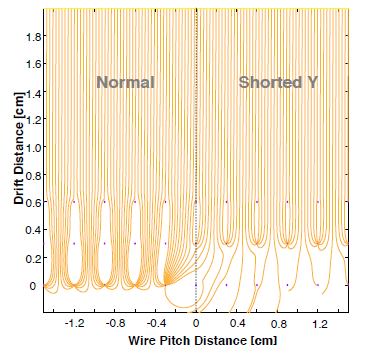 1.8
Normal
Shorted Y
1.6
1.4
1.2
1.0
0.8
0.6
0.4
0.2
0
Drift Distance [cm]
-1.2 -0.8 -0.4 0 0.4 0.8 1.2
Wire Pitch Distance [cm]